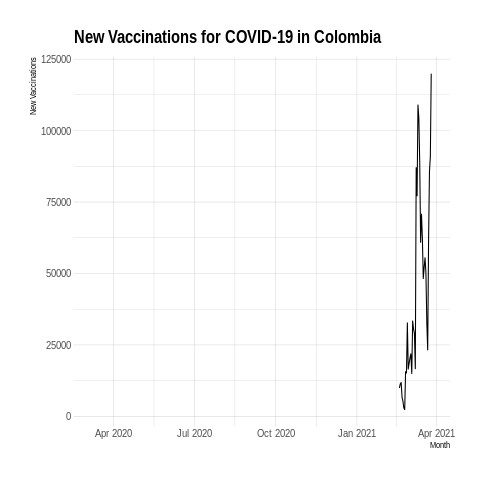 New Vaccinations for COVID-19 in Colombia
New Vaccinations
125000
100000
75000
50000
25000
0
Apr 2020 Jul 2020 Oct 2020 Jan 2021 Apr 2021
Month